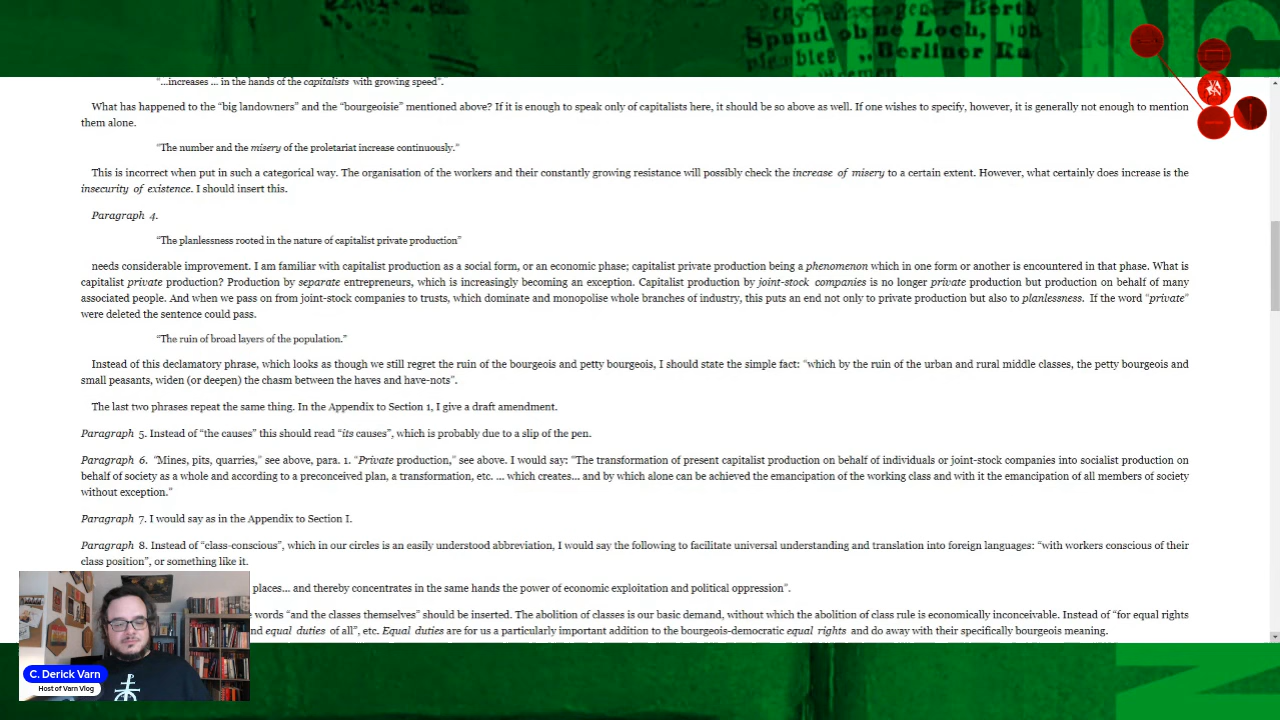 Berth
Spund ohne Loch,
„Berliner
"...increases ... in the hands of the capitalists with growing speed".
What has happened to the "big landowners" and the "bourgeoisie" mentioned above? If it is enough to speak only of capitalists here, it should be so above as well. If one wishes to specify, however, it is generally not enough to mention
them alone.
"The number and the misery of the proletariat increase continuously."
This is incorrect when put in such a categorical way. The organisation of the workers and their constantly growing resistance will possibly check the increase of misery to a certain extent. However, what certainly does increase is the
insecurity of existence. I should insert this.
Paragraph 4.
"The planlessness rooted in the nature of capitalist private production"
needs considerable improvement. I am familiar with capitalist production as a social form, or an economic phase; capitalist private production being a phenomenon which in one form or another is encountered in that phase. What is
capitalist private production? Production by separate entrepreneurs, which is increasingly becoming an exception. Capitalist production by joint-stock companies is no longer private production but production on behalf of many
associated people. And when we pass on from joint-stock companies to trusts, which dominate and monopolise whole branches of industry, this puts an end not only to private production but also to planlessness. If the word "private"
were deleted the sentence could pass.
"The ruin of broad layers of the population."
Instead of this declamatory phrase, which looks as though we still regret the ruin of the bourgeois and petty bourgeois, I should state the simple fact: "which by the ruin of the urban and rural middle classes, the petty bourgeois and
small peasants, widen (or deepen) the chasm between the haves and have-nots".
The last two phrases repeat the same thing. In the Appendix to Section 1, I give a draft amendment.
Paragraph 5. Instead of "the causes" this should read "its causes", which is probably due to a slip of the pen.
Paragraph 6. "Mines, pits, quarries," see above, para. 1. "Private production," see above. I would say: "The transformation of present capitalist production on behalf of individuals or joint-stock companies into socialist production on
behalf of society as a whole and according to a preconceived plan, a transformation, etc. ... which creates... and by which alone can be achieved the emancipation of the working class and with it the emancipation of all members of society
without exception."
Paragraph 7. I would say as in the Appendix to Section I.
Paragraph 8. Instead of "class-conscious", which in our circles is an easily understood abbreviation, I would say the following to facilitate universal understanding and translation into foreign languages: "with workers conscious of their
class position", or something like it.
places... and thereby concentrates in the same hands the power of economic exploitation and political oppression".
words "and the classes themselves" should be inserted. The abolition of classes is our basic demand, without which the abolition of class rule is economically inconceivable. Instead of "for equal rights
nd equal duties of all", etc. Equal duties are for us a particularly important addition to the bourgeois-democratic equal rights and do away with their specifically bourgeois meaning.
C. Derick Varn
Host of Varn Vlog